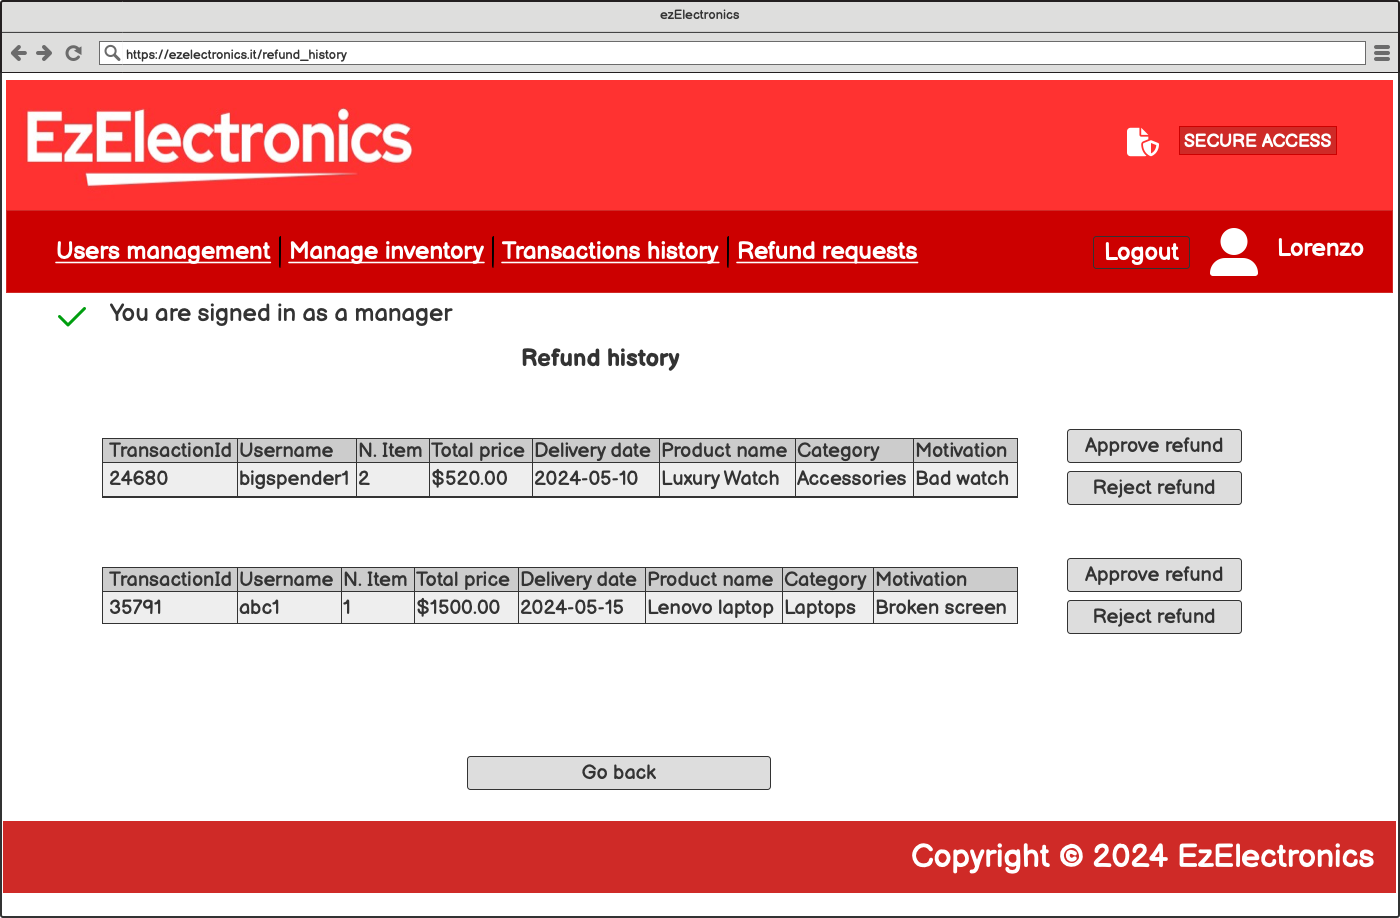 ezElectronics
https://ezelectronics.it/refund_history
EzElectronics
SECURE ACCESS
Users management Manage inventory Transactions history Refund requests Logout Lorenzo
You are signed in as a manager
Refund history
TransactionId Username N. Item Total price Delivery date Product name Category Motivation
24680 bigspender1 2 $520.00 2024-05-10 Luxury Watch Accessories Bad watch
Approve refund
Reject refund
TransactionId Username N. Item Total price Delivery date Product name Category Motivation
35791 abc1 1 $1500.00 2024-05-15 Lenovo laptop Laptops Broken screen
Approve refund
Reject refund
Go back
Copyright © 2024 EzElectronics